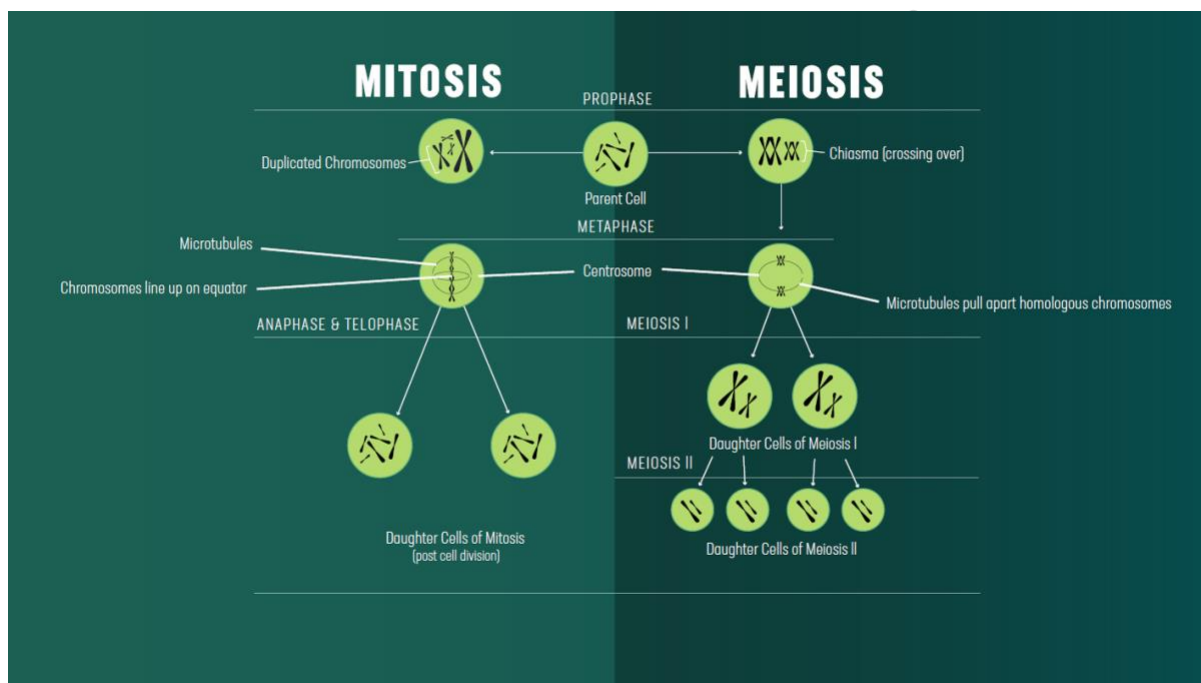 MITOSIS
MEIOSIS
PROPHASE
Duplicated Chromosomes
Parent Cell
Chiasma (crossing over)
METAPHASE
Microtubules
Chromosomes line up on equator
Centrosome
Microtubules pull apart homologous chromosomes
ANAPHASE & TELOPHASE
MEIOSIS I
Daughter Cells of Meiosis I
MEIOSIS II
Daughter Cells of Mitosis
(post cell division)
Daughter Cells of Meiosis II